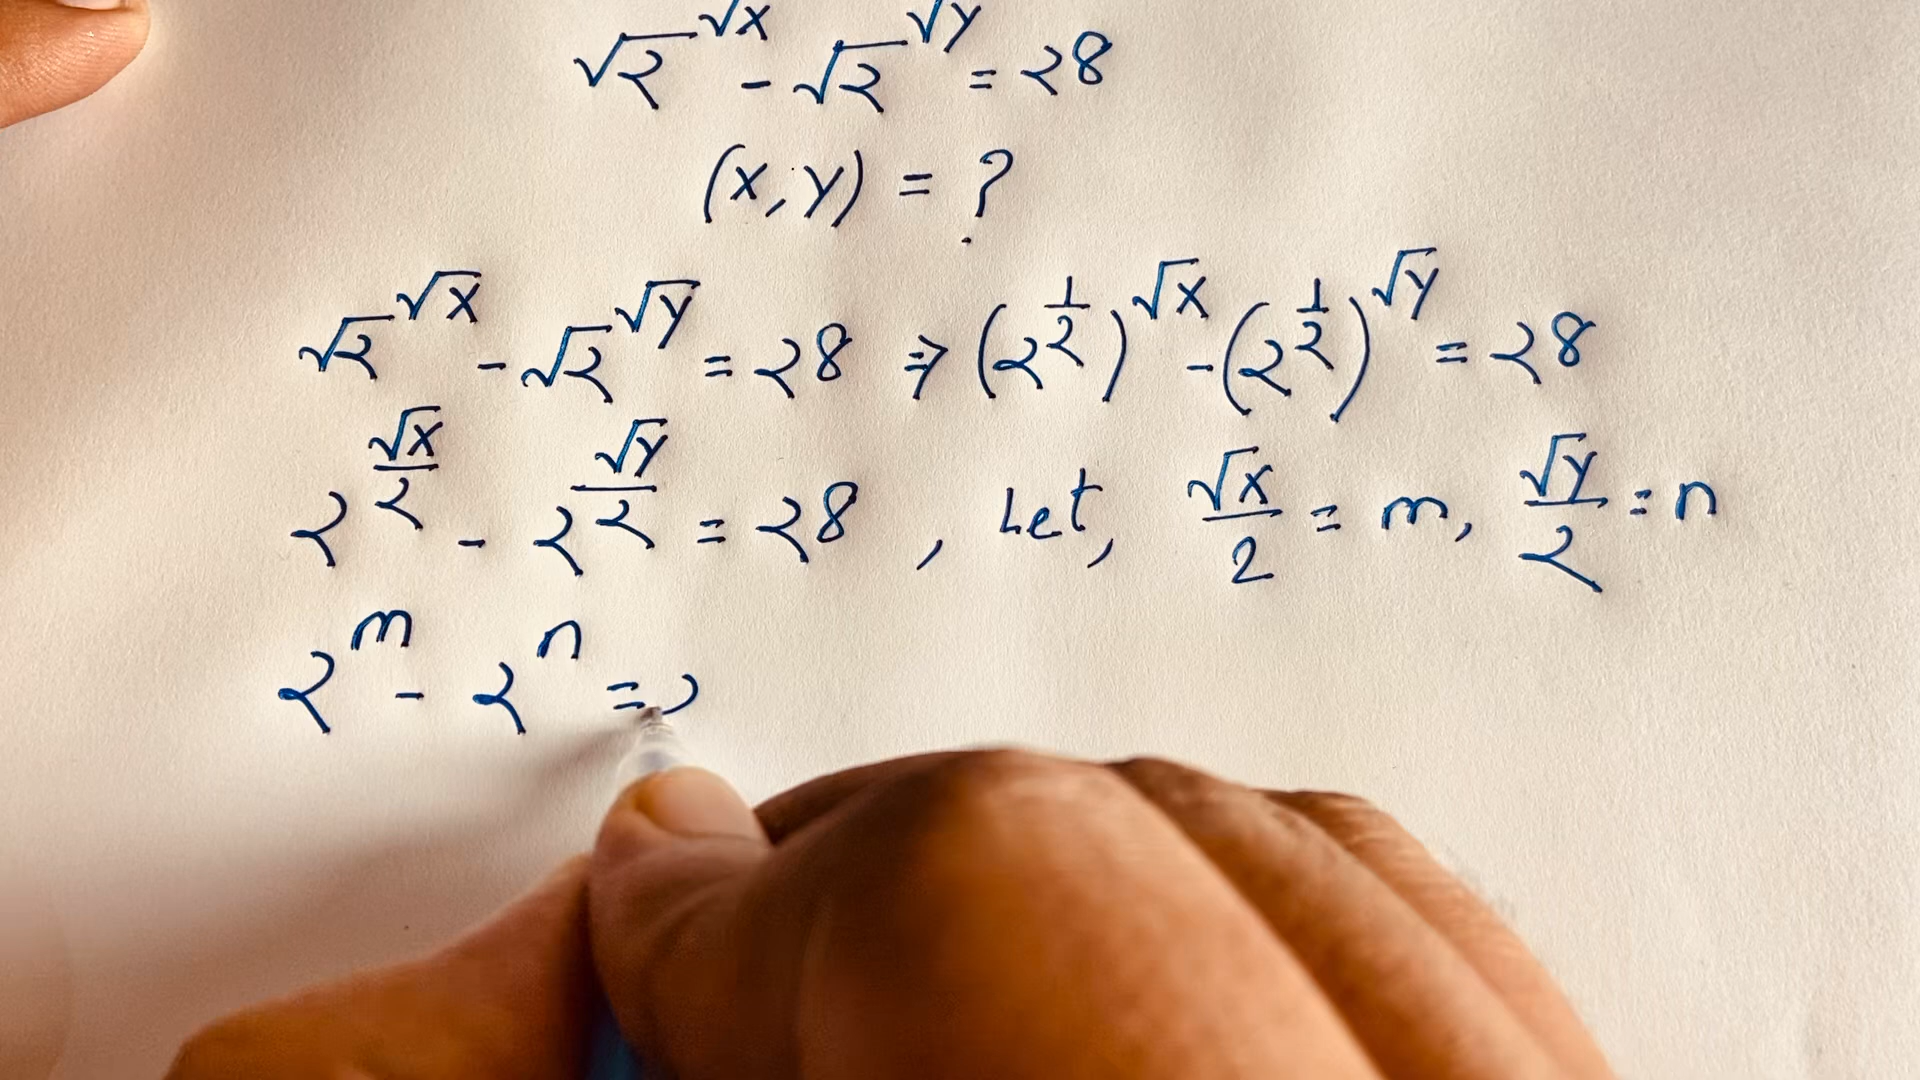 √2^√x - √2^√y = 28
(x, y) = ?
√2^√x - √2^√y = 28 ⇒ (2^(1/2))^√x - (2^(1/2))^√y = 28
2^(√x/2) - 2^(√y/2) = 28 , Let, √x/2 = m, √y/2 = n
2^m - 2^n =